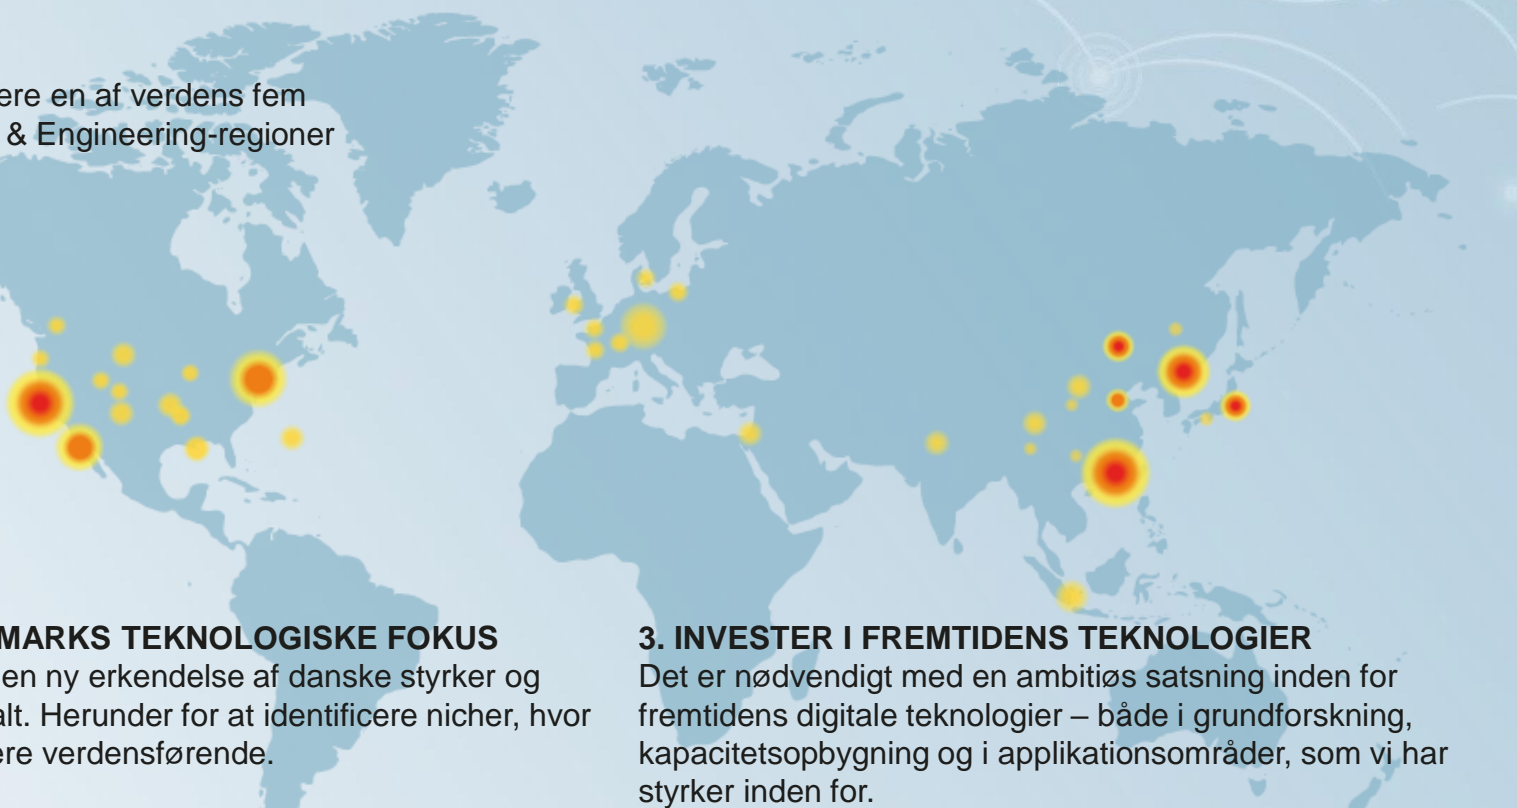 ere en af verdens fem
& Engineering-regioner
MARKS TEKNOLOGISKE FOKUS
en ny erkendelse af danske styrker og
alt. Herunder for at identificere nicher, hvor
ere verdensførende.
3. INVESTER I FREMTIDENS TEKNOLOGIER
Det er nødvendigt med en ambitiøs satsning inden for
fremtidens digitale teknologier – både i grundforskning,
kapacitetsopbygning og i applikationsområder, som vi har
styrker inden for.